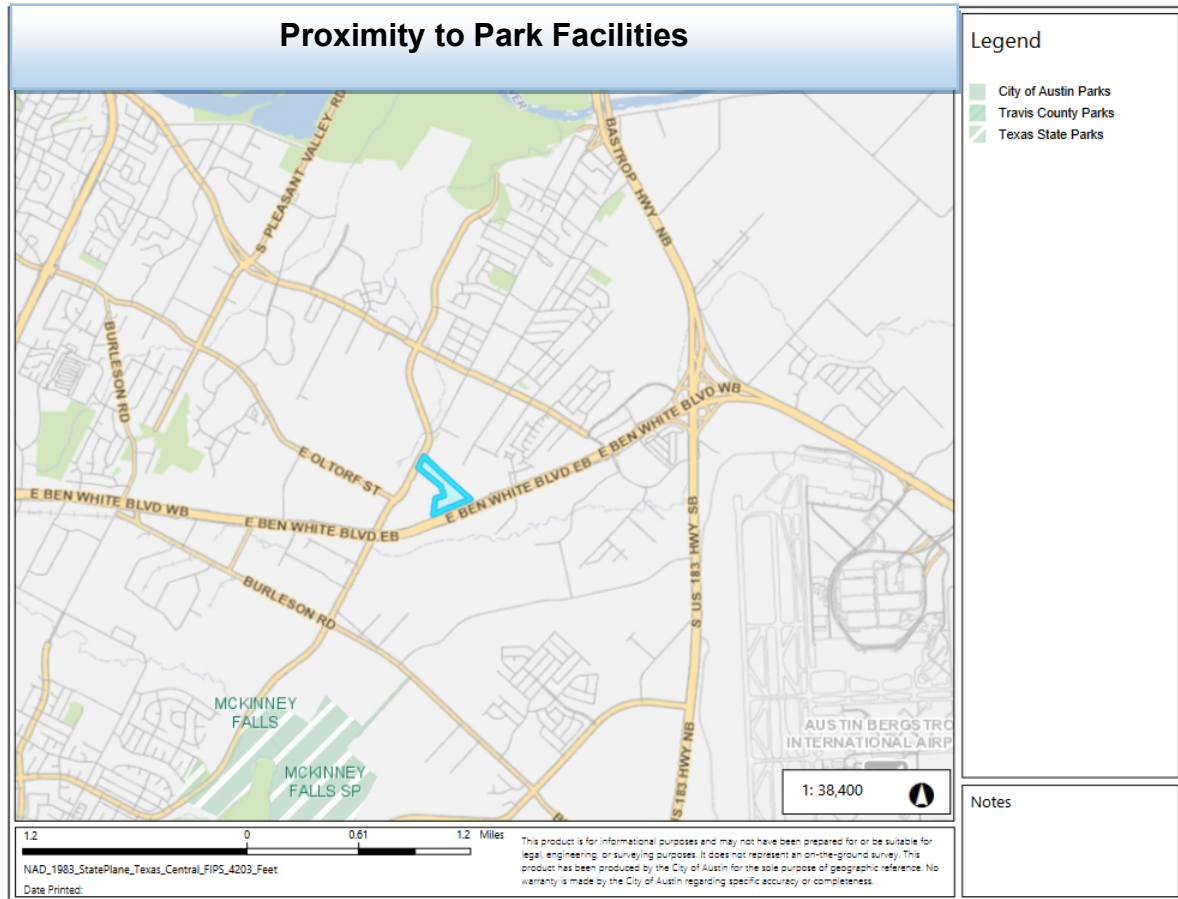 Proximity to Park Facilities
Legend
City of Austin Parks
Travis County Parks
Texas State Parks
RIVER
S PLEASANT VALLEY RD
BASTROP HWY NB
BURLESON RD
E OLTORF ST
E BEN WHITE BLVD WB
E BEN WHITE BLVD EB
E BEN WHITE BLVD EB
E BEN WHITE BLVD WB
BURLESON RD
S US 183 HWY SB
S US 183 HWY NB
MCKINNEY
FALLS
MCKINNEY
FALLS SP
AUSTIN BERGSTRO
INTERNATIONAL AIRP
1: 38,400
Notes
1.2 0 0.61 1.2 Miles
NAD_1983_StatePlane_Texas_Central_FIPS_4203_Feet
Date Printed:
This product is for informational purposes and may not have been prepared for or be suitable for
legal, engineering, or surveying purposes. It does not represent an on-the-ground survey. This
product has been produced by the City of Austin for the sole purpose of geographic reference. No
warranty is made by the City of Austin regarding specific accuracy or completeness.